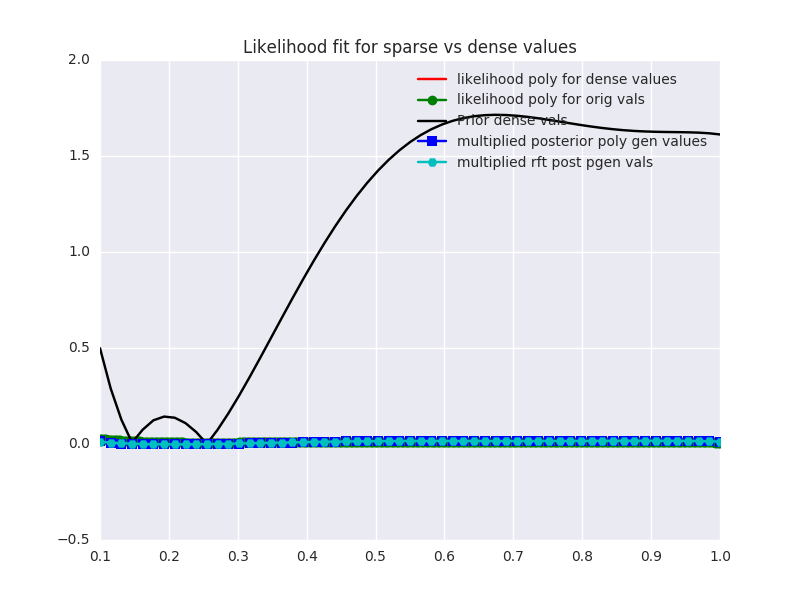 Likelihood fit for sparse vs dense values
2.0
1.5
1.0
0.5
0.0
−0.5
0.1 0.2 0.3 0.4 0.5 0.6 0.7 0.8 0.9 1.0
likelihood poly for dense values
likelihood poly for orig vals
Prior dense vals
multiplied posterior poly gen values
multiplied rft post pgen vals